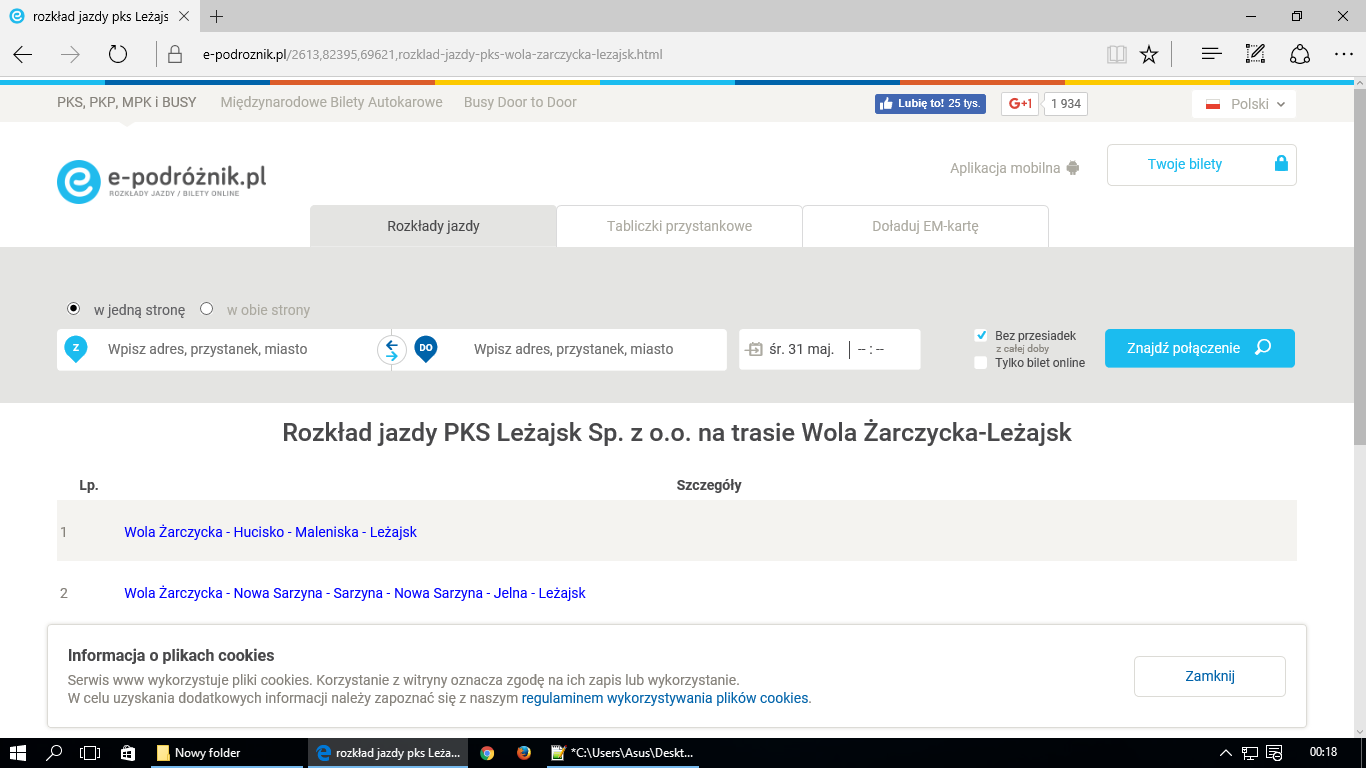 rozkład jazdy pks Leżajs
e-podroznik.pl/2613,82395,69621,rozklad-jazdy-pks-wola-zarczycka-lezajsk.html
PKS, PKP, MPK i BUSY Międzynarodowe Bilety Autokarowe Busy Door to Door Lubię to! 25 tys. G+1 1 934 Polski
e-podróżnik.pl
ROZKŁADY JAZDY / BILETY ONLINE
Aplikacja mobilna Twoje bilety
Rozkłady jazdy Tabliczki przystankowe Doładuj EM-kartę
w jedną stronę w obie strony
Z Wpisz adres, przystanek, miasto DO Wpisz adres, przystanek, miasto śr. 31 maj. -- : --
Bez przesiadek
z całej doby
Tylko bilet online
Znajdź połączenie
Rozkład jazdy PKS Leżajsk Sp. z o.o. na trasie Wola Żarczycka-Leżajsk
Lp. Szczegóły
1 Wola Żarczycka - Hucisko - Maleniska - Leżajsk
2 Wola Żarczycka - Nowa Sarzyna - Sarzyna - Nowa Sarzyna - Jelna - Leżajsk
Informacja o plikach cookies
Serwis www wykorzystuje pliki cookies. Korzystanie z witryny oznacza zgodę na ich zapis lub wykorzystanie.
W celu uzyskania dodatkowych informacji należy zapoznać się z naszym regulaminem wykorzystywania plików cookies.
Zamknij
Nowy folder rozkład jazdy pks Leża... *C:\Users\Asus\Deskt... 00:18